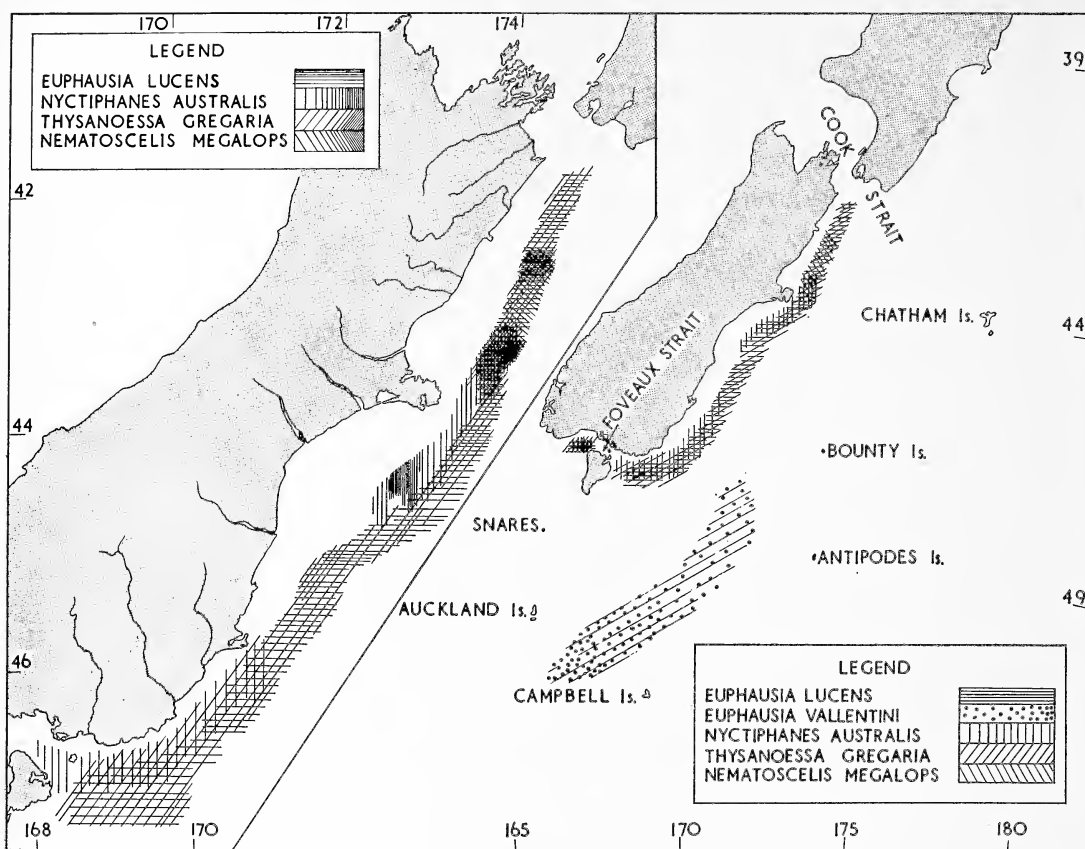 170 172 174
LEGEND
EUPHAUSIA LUCENS
NYCTIPHANES AUSTRALIS
THYSANOESSA GREGARIA
NEMATOSCELIS MEGALOPS
39
COOK STRAIT
42
CHATHAM Is.
44
FOVEAUX STRAIT
44
BOUNTY Is.
SNARES.
ANTIPODES Is.
AUCKLAND Is.
49
46
CAMPBELL Is.
LEGEND
EUPHAUSIA LUCENS
EUPHAUSIA VALLENTINI
NYCTIPHANES AUSTRALIS
THYSANOESSA GREGARIA
NEMATOSCELIS MEGALOPS
168 170 165 170 175 180